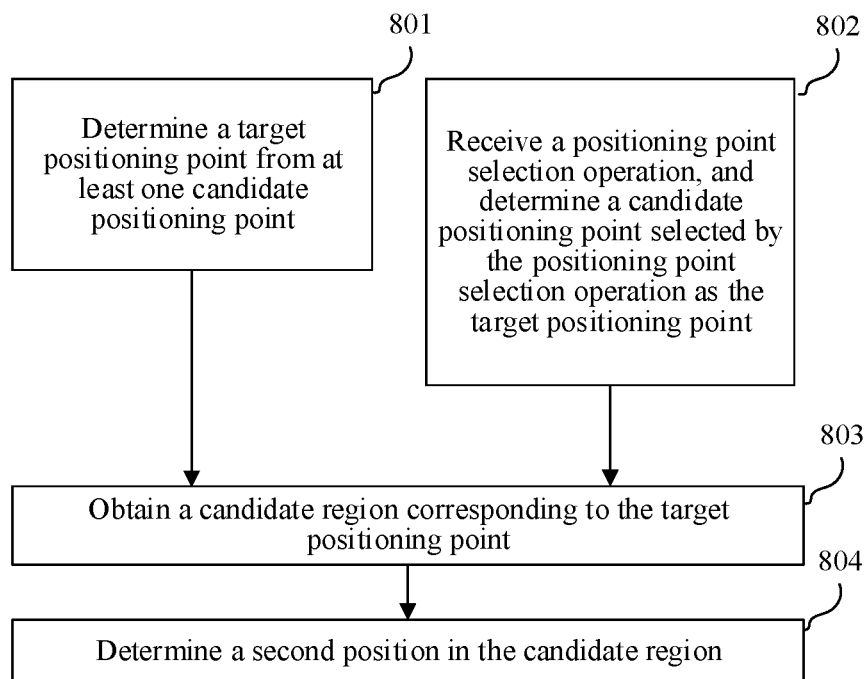 801
Determine a target
positioning point from at
least one candidate
positioning point
802
Receive a positioning point
selection operation, and
determine a candidate
positioning point selected by
the positioning point
selection operation as the
target positioning point
803
Obtain a candidate region corresponding to the target
positioning point
804
Determine a second position in the candidate region